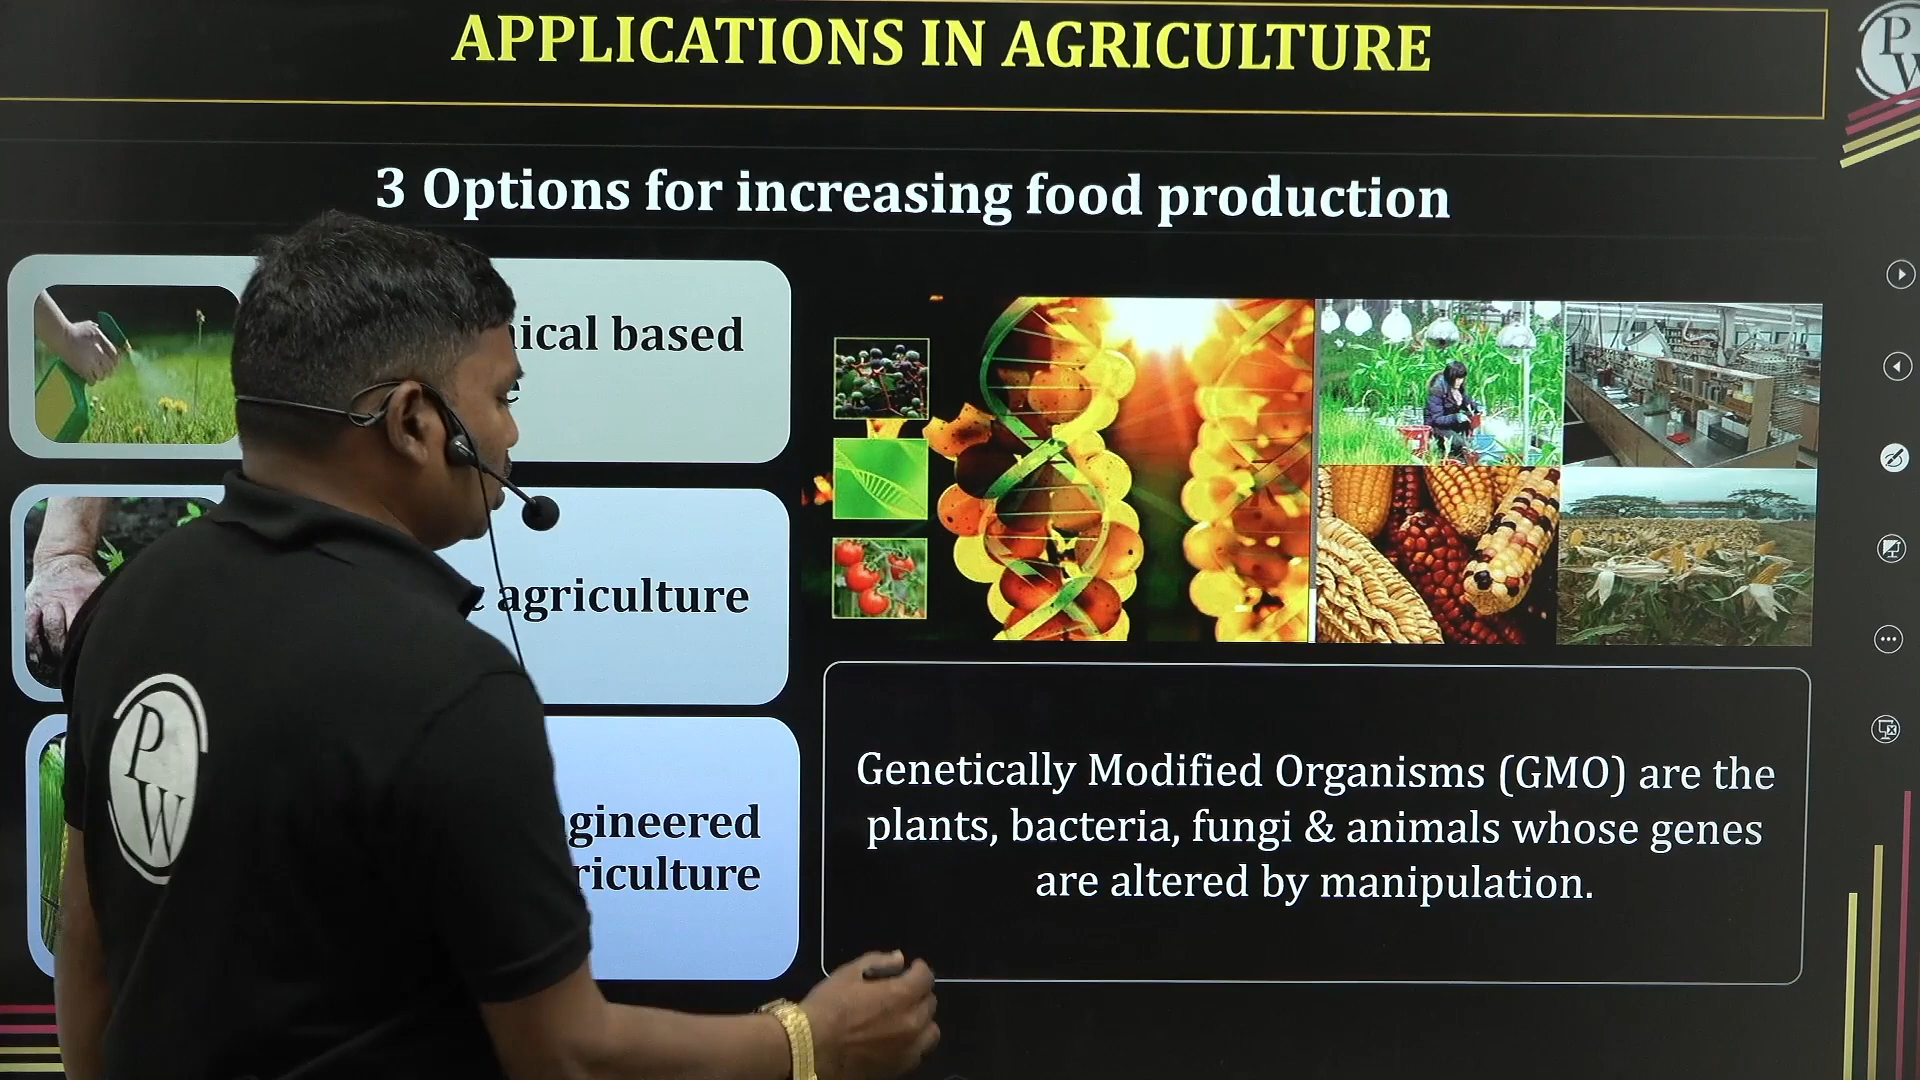 APPLICATIONS IN AGRICULTURE
P
W
3 Options for increasing food production
ical based
agriculture
gineered
riculture
Genetically Modified Organisms (GMO) are the
plants, bacteria, fungi & animals whose genes
are altered by manipulation.
P
W